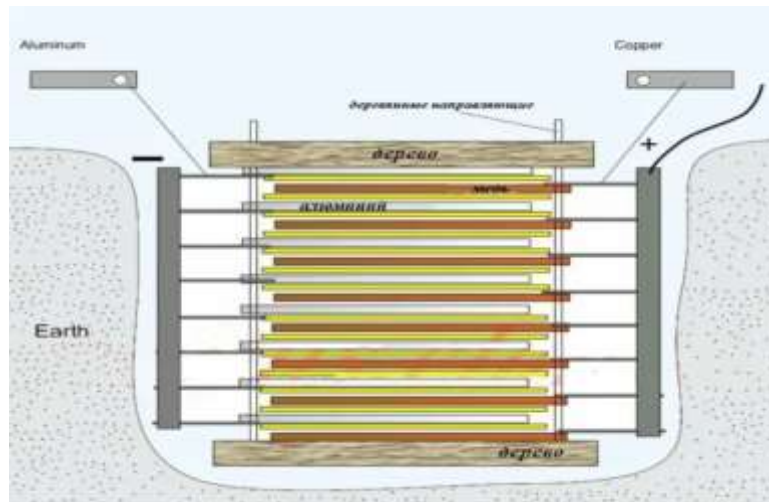 Aluminum
Copper
деревянные направляющие
−
+
дерево
медь
алюминий
Earth
дерево